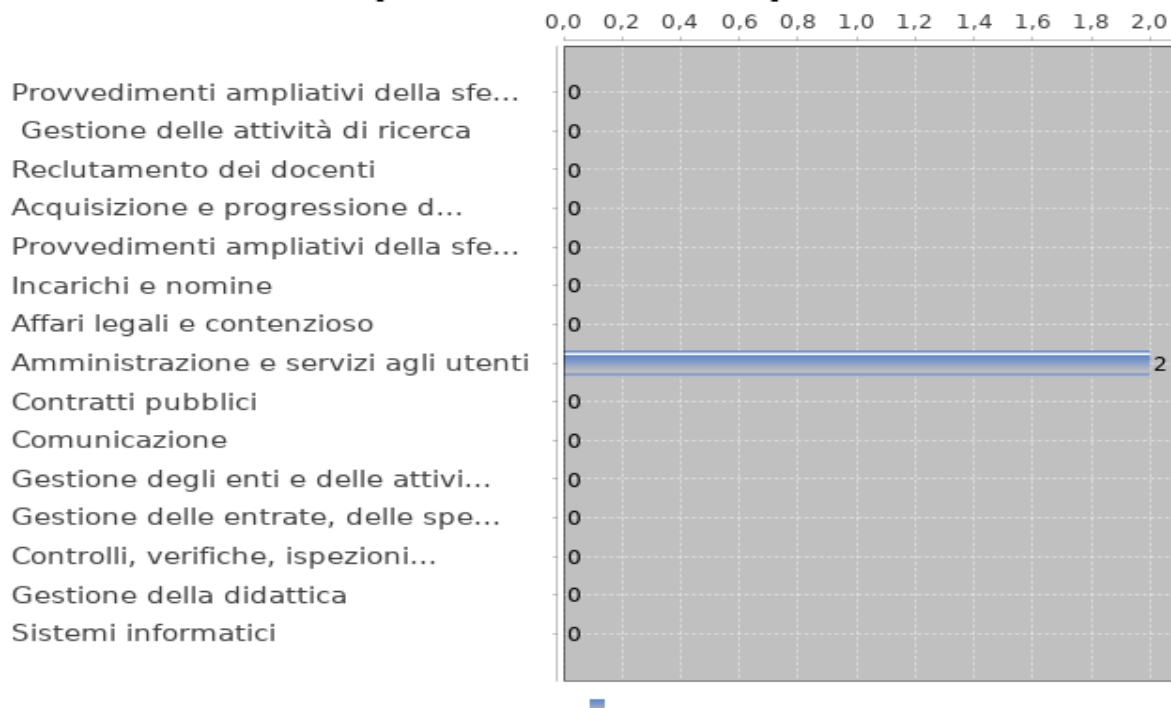 0,0 0,2 0,4 0,6 0,8 1,0 1,2 1,4 1,6 1,8 2,0
Provvedimenti ampliativi della sfe... 0
Gestione delle attività di ricerca 0
Reclutamento dei docenti 0
Acquisizione e progressione d... 0
Provvedimenti ampliativi della sfe... 0
Incarichi e nomine 0
Affari legali e contenzioso 0
Amministrazione e servizi agli utenti 2
Contratti pubblici 0
Comunicazione 0
Gestione degli enti e delle attivi... 0
Gestione delle entrate, delle spe... 0
Controlli, verifiche, ispezioni... 0
Gestione della didattica 0
Sistemi informatici 0